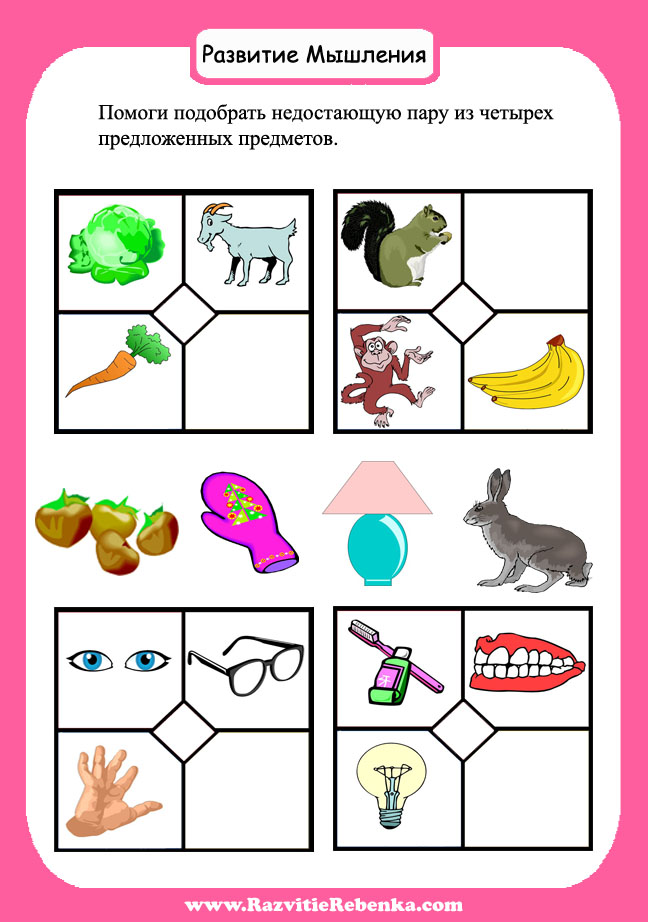 Развитие Мышления
Помоги подобрать недостающую пару из четырех
предложенных предметов.
www.RazvitieRebenka.com